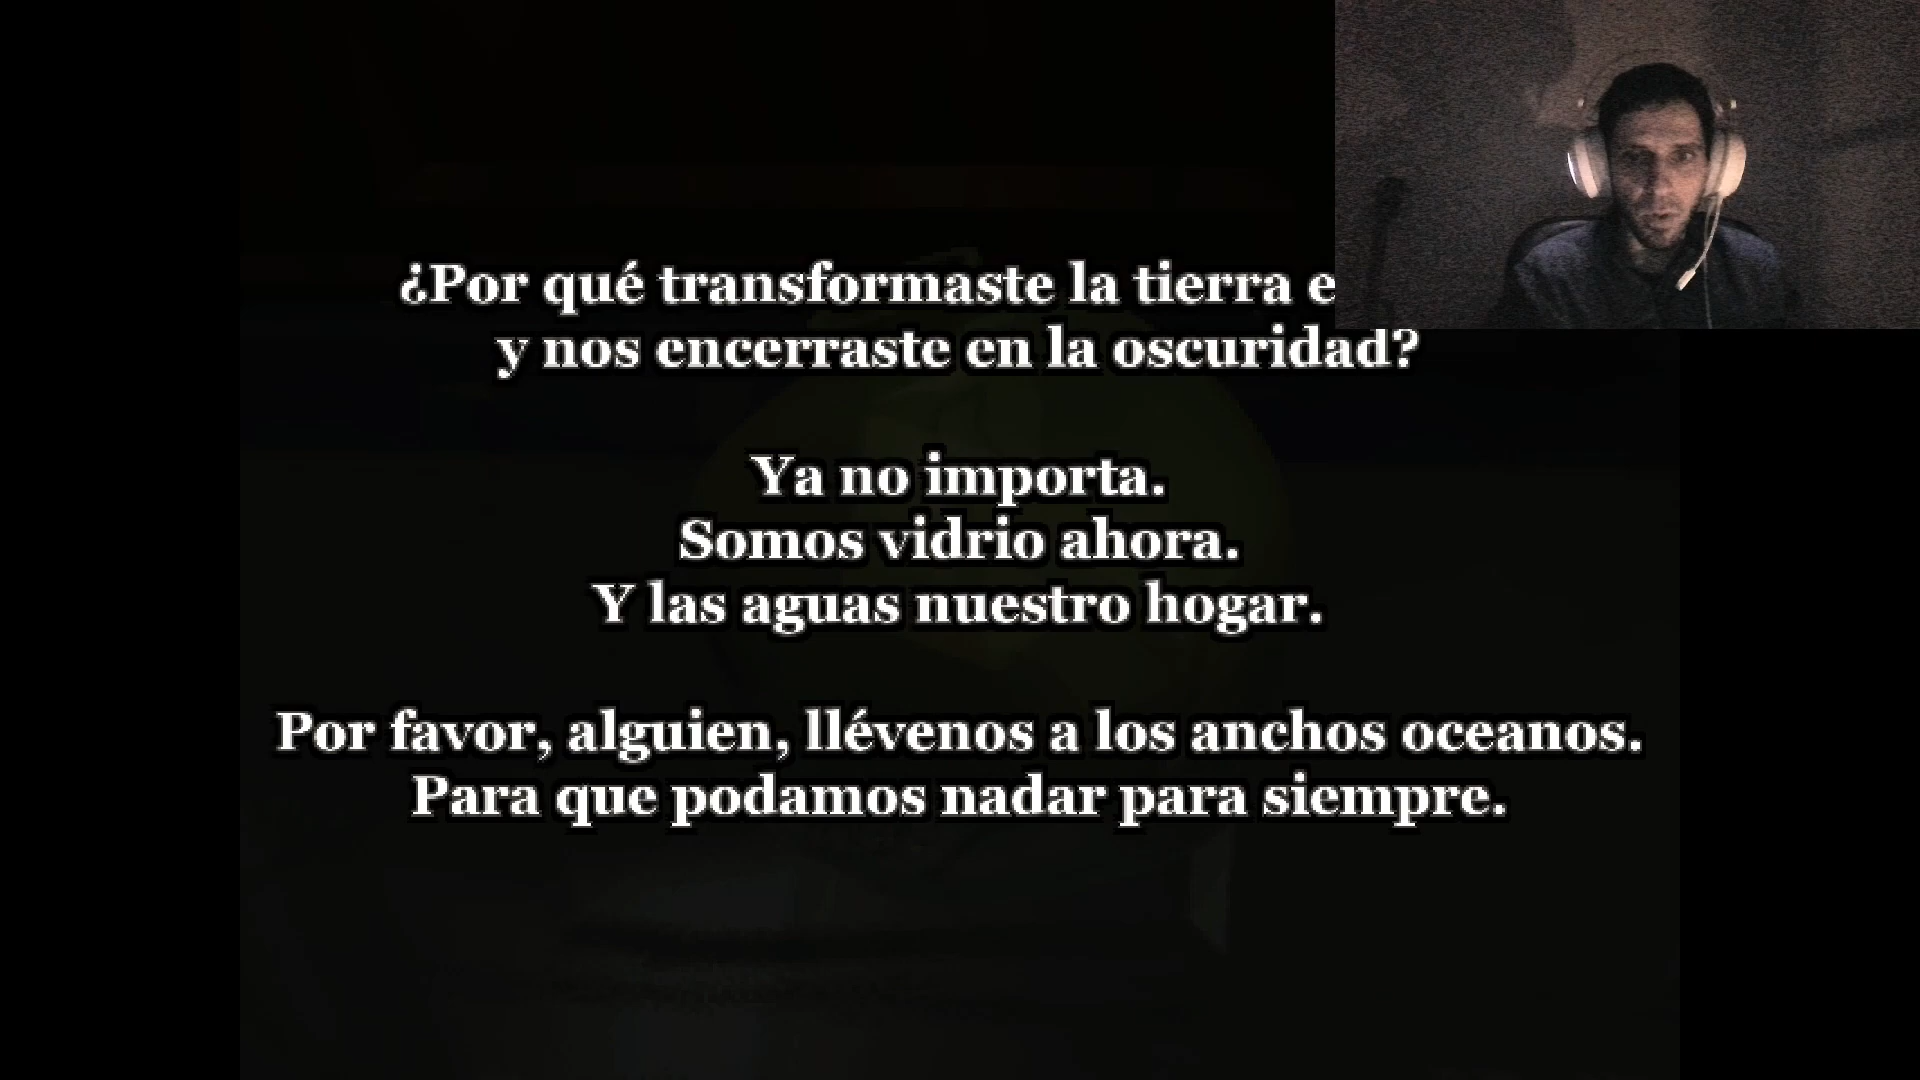 ¿Por qué transformaste la tierra
y nos encerraste en la oscuridad?
Ya no importa.
Somos vidrio ahora.
Y las aguas nuestro hogar.
Por favor, alguien, llévenos a los anchos oceanos.
Para que podamos nadar para siempre.